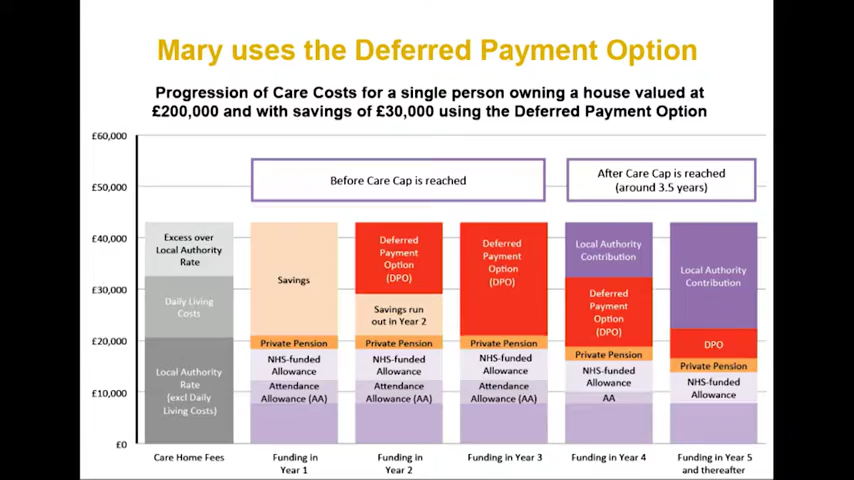 Mary uses the Deferred Payment Option
Progression of Care Costs for a single person owning a house valued at
£200,000 and with savings of £30,000 using the Deferred Payment Option
£60,000
£50,000
£40,000
£30,000
£20,000
£10,000
£0
Before Care Cap is reached
After Care Cap is reached
(around 3.5 years)
Excess over
Local Authority
Rate
Daily Living
Costs
Local Authority
Rate
(excl Daily
Living Costs)
Care Home Fees
Savings
Private Pension
NHS-funded
Allowance
Attendance
Allowance (AA)
Funding in
Year 1
Deferred
Payment
Option
(DPO)
Savings run
out in Year 2
Private Pension
NHS-funded
Allowance
Attendance
Allowance (AA)
Funding in
Year 2
Deferred
Payment
Option
(DPO)
Private Pension
NHS-funded
Allowance
Attendance
Allowance (AA)
Funding in Year 3
Local Authority
Contribution
Deferred
Payment
Option
(DPO)
Private Pension
NHS-funded
Allowance
AA
Funding in Year 4
Local Authority
Contribution
DPO
Private Pension
NHS-funded
Allowance
Funding in Year 5
and thereafter